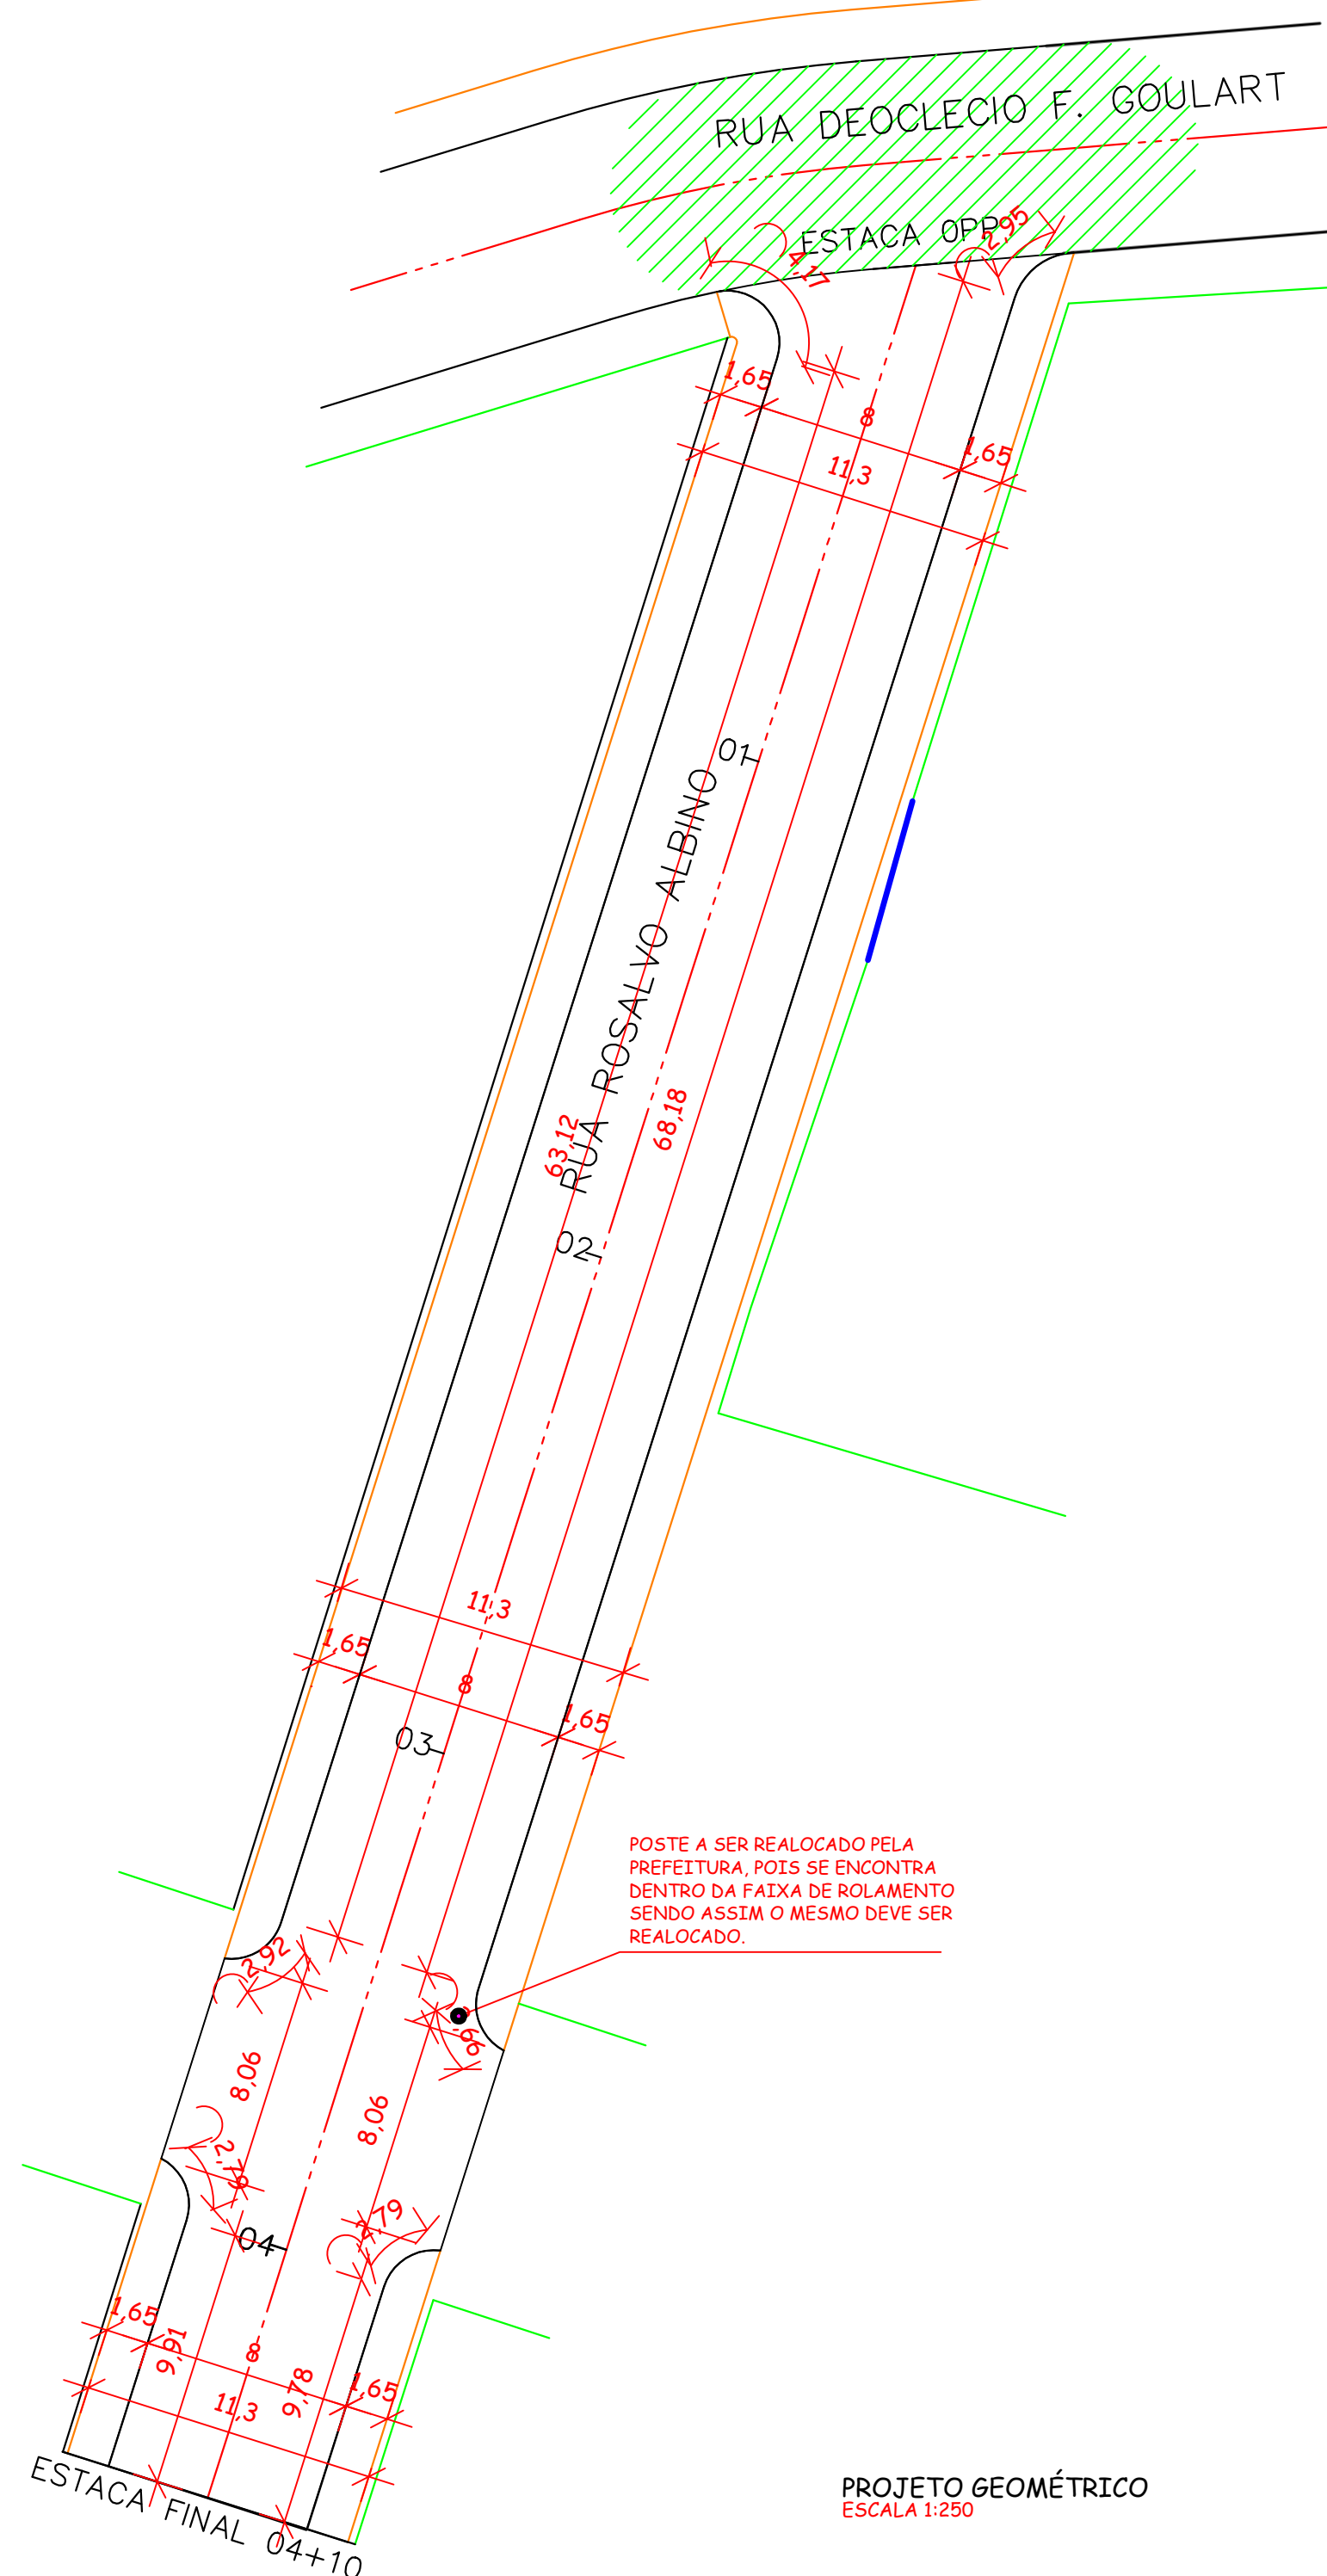 RUA DEOCLECIO F. GOULART
ESTACA 0PP
2,95
4,17
1,65
8
1,65
11,3
01
RUA ROSALVO ALBINO
63,12
68,18
02
11,3
1,65
8
1,65
03
POSTE A SER REALOCADO PELA
PREFEITURA, POIS SE ENCONTRA
DENTRO DA FAIXA DE ROLAMENTO
SENDO ASSIM O MESMO DEVE SER
REALOCADO.
2,92
8,06
8,06
2,79
04
1,65
9,91
8
9,78
1,65
11,3
ESTACA FINAL 04+10
PROJETO GEOMÉTRICO
ESCALA 1:250